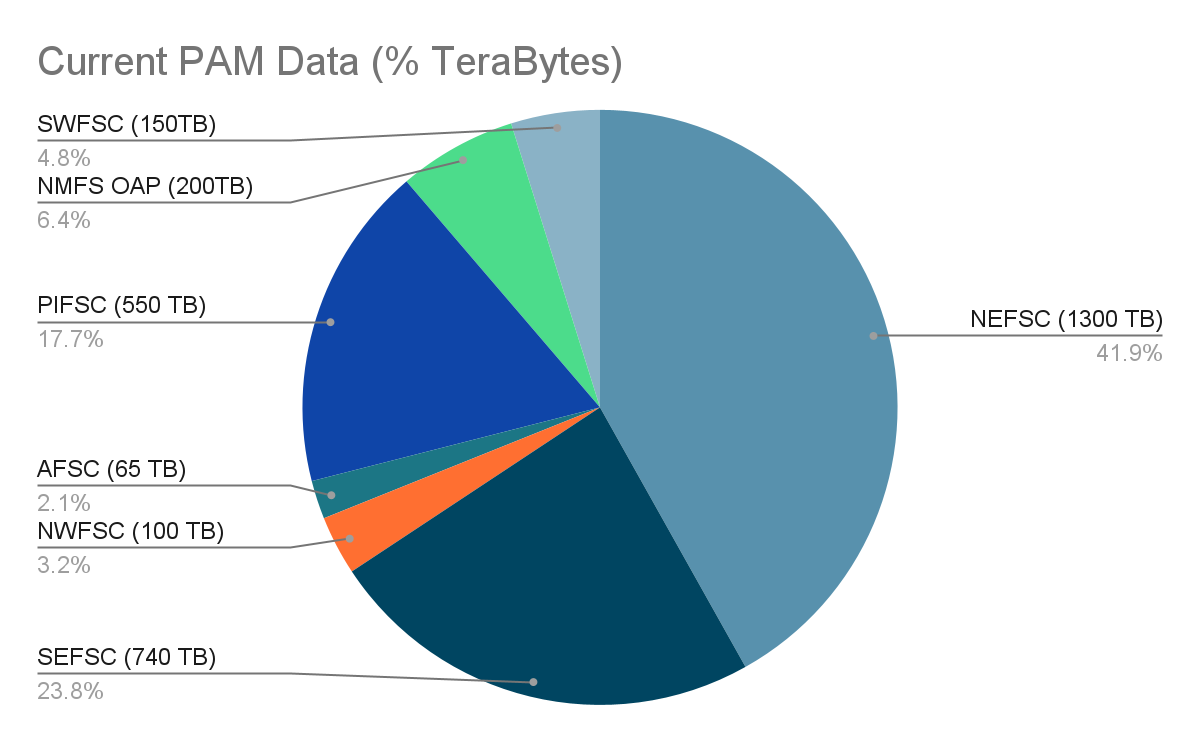 Current PAM Data (% TeraBytes)
SWFSC (150TB)
4.8%
NMFS OAP (200TB)
6.4%
PIFSC (550 TB)
17.7%
NEFSC (1300 TB)
41.9%
AFSC (65 TB)
2.1%
NWFSC (100 TB)
3.2%
SEFSC (740 TB)
23.8%